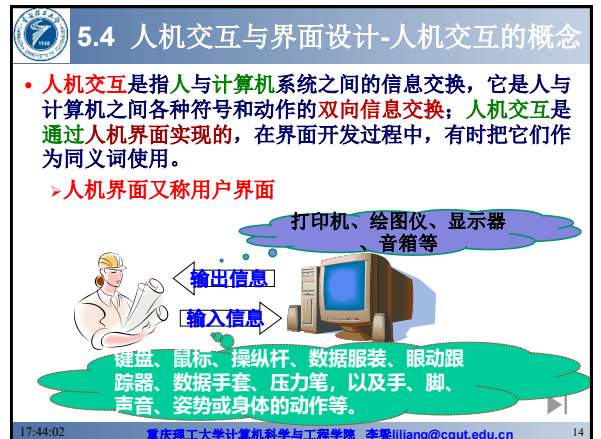 5.4 人机交互与界面设计-人机交互的概念
• 人机交互是指人与计算机系统之间的信息交换，它是人与
计算机之间各种符号和动作的双向信息交换；人机交互是
通过人机界面实现的，在界面开发过程中，有时把它们作
为同义词使用。
➢人机界面又称用户界面
打印机、绘图仪、显示器
、音箱等
输出信息
输入信息
键盘、鼠标、操纵杆、数据服装、眼动跟
踪器、数据手套、压力笔，以及手、脚、
声音、姿势或身体的动作等。
17:44:02
重庆理工大学计算机科学与工程学院 李梁liliang@cqut.edu.cn
14